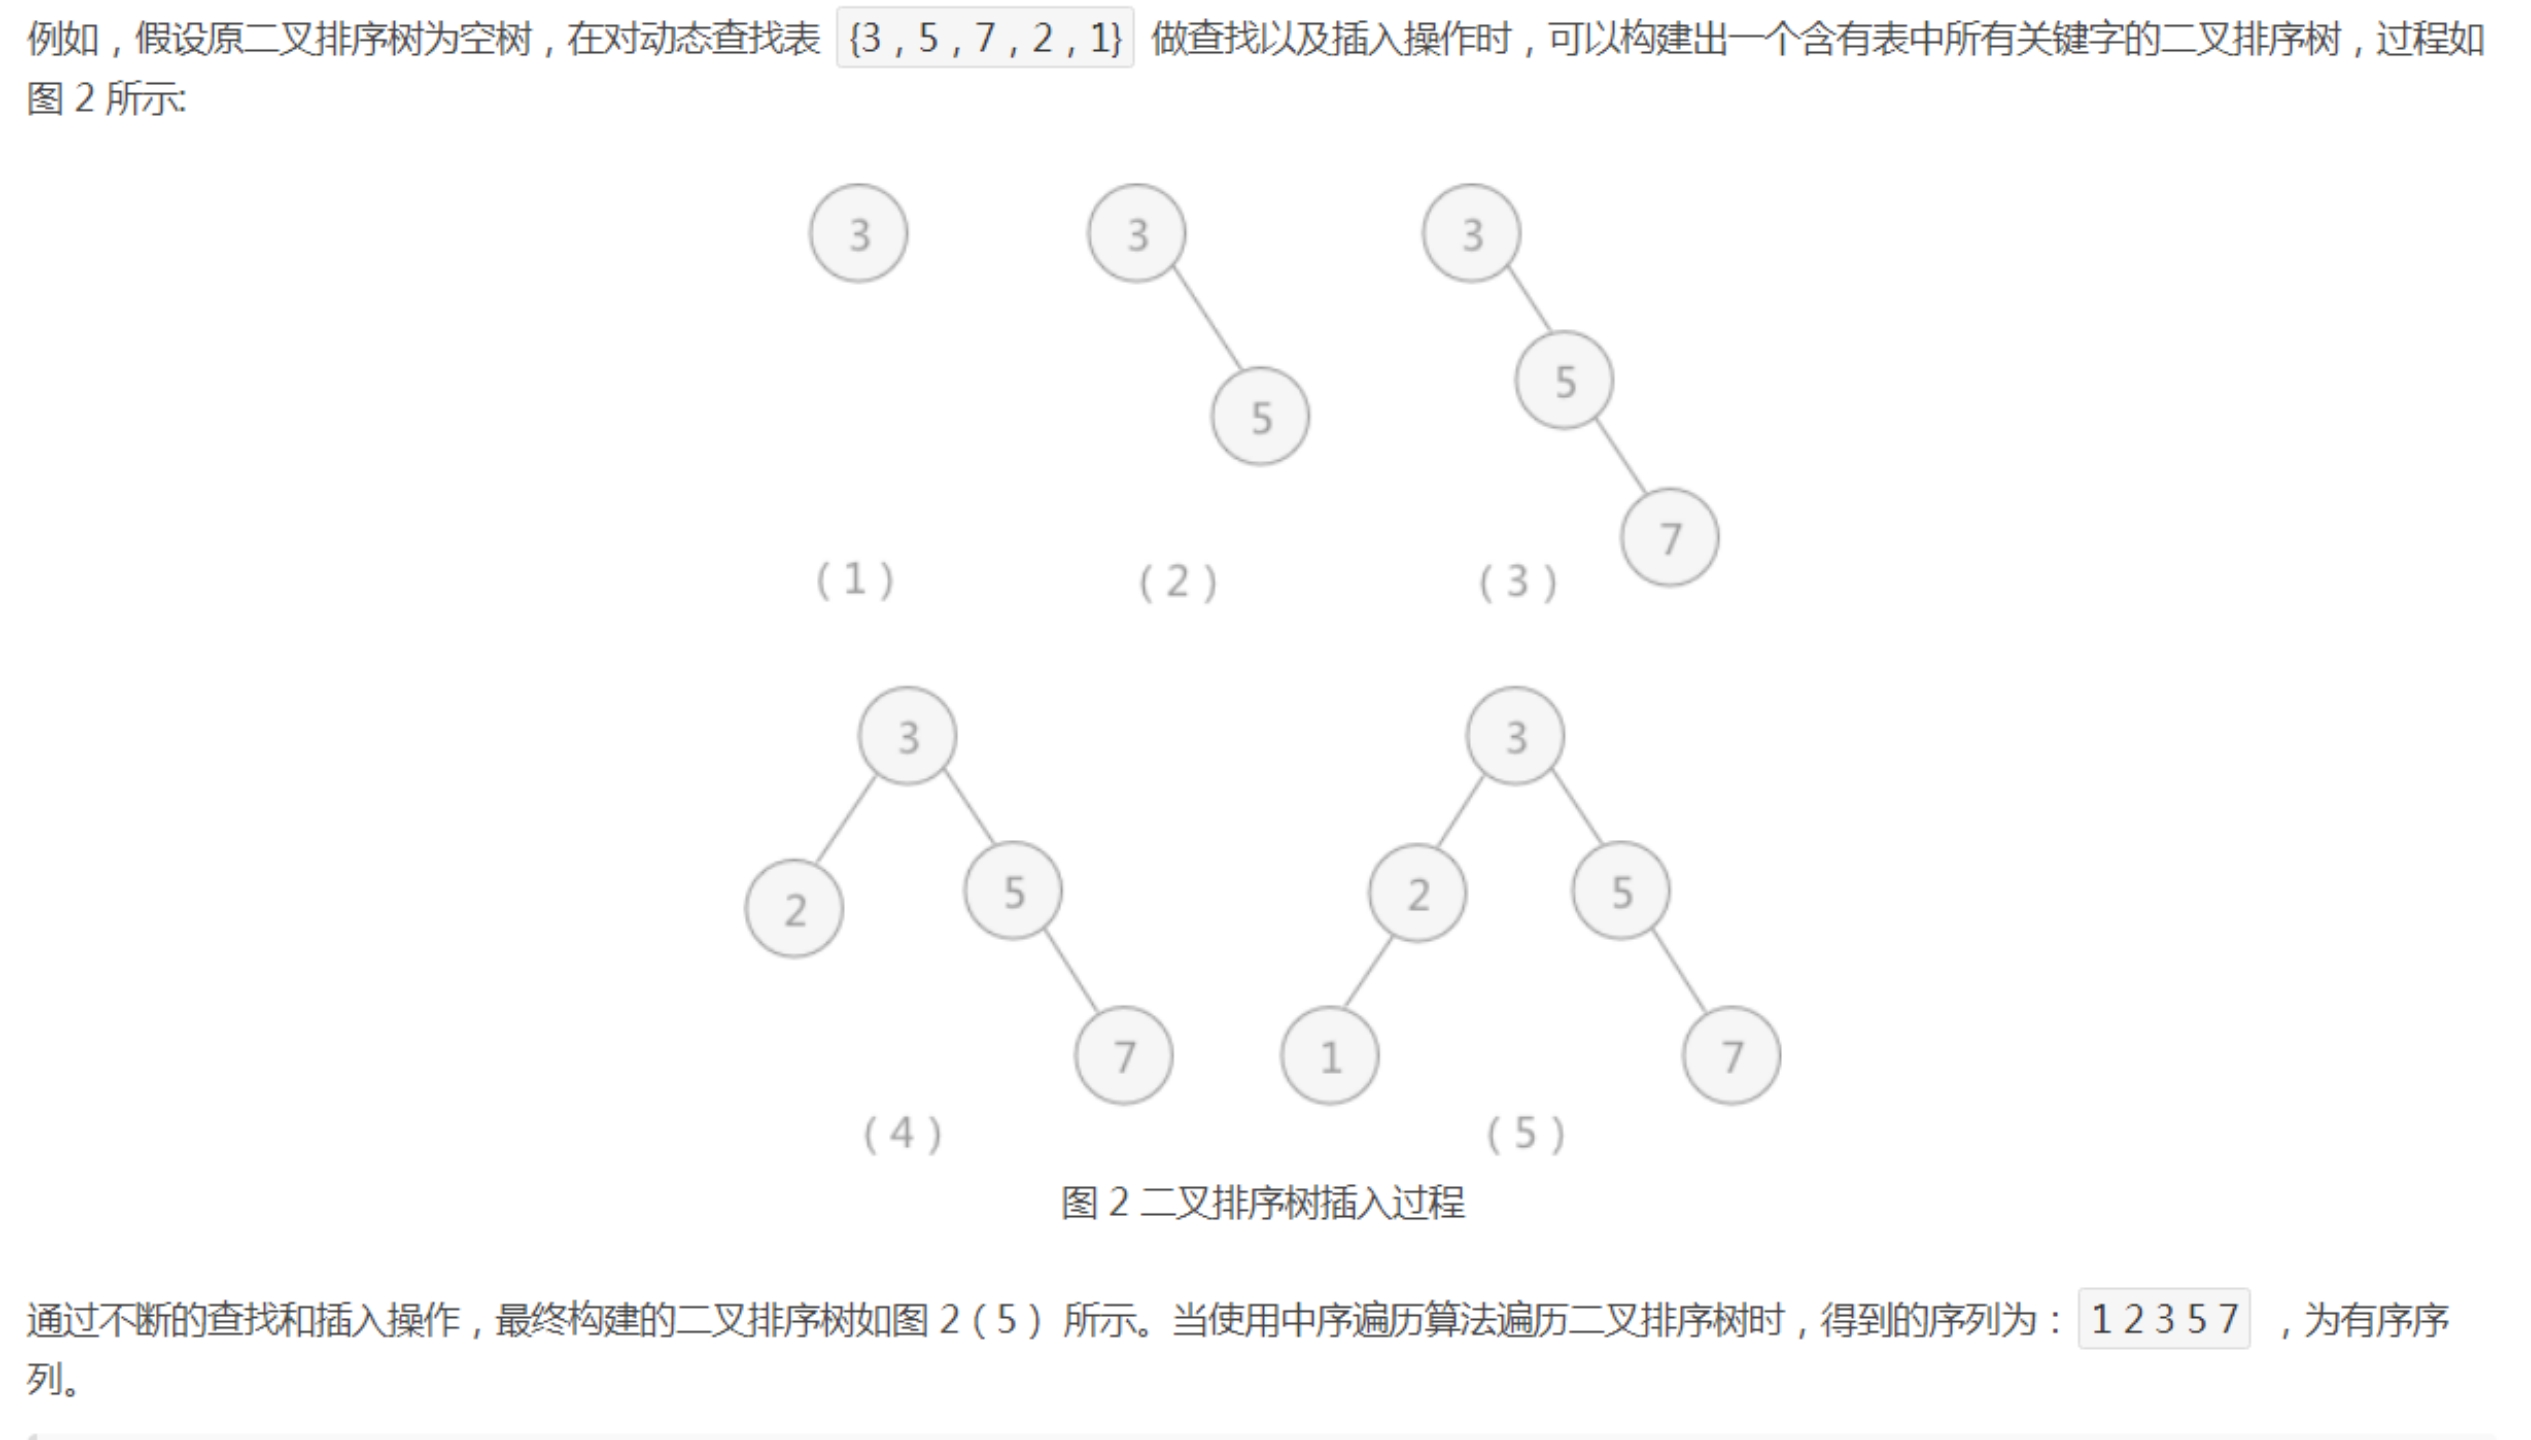 例如，假设原二叉排序树为空树，在对动态查找表 {3，5，7，2，1} 做查找以及插入操作时，可以构建出一个含有表中所有关键字的二叉排序树，过程如
图 2 所示:
3 3 3
5 5
7
(1) (2) (3)
3 3
2 5 2 5
7 1 7
(4) (5)
图 2 二叉排序树插入过程
通过不断的查找和插入操作，最终构建的二叉排序树如图 2（5） 所示。当使用中序遍历算法遍历二叉排序树时，得到的序列为： 1 2 3 5 7 ，为有序序
列。